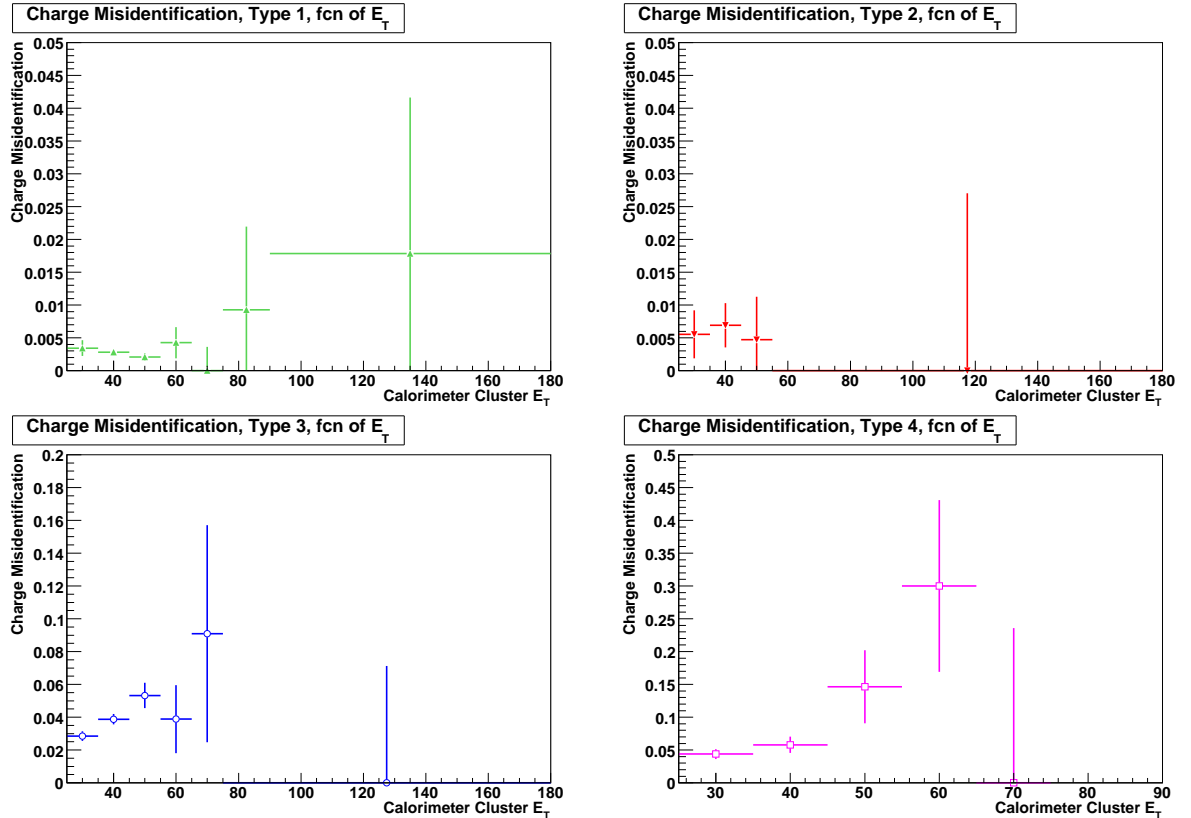 Charge Misidentification, Type 1, fcn of E_T
Charge Misidentification
0.05
0.045
0.04
0.035
0.03
0.025
0.02
0.015
0.01
0.005
0
40 60 80 100 120 140 160 180
Calorimeter Cluster E_T
Charge Misidentification, Type 2, fcn of E_T
Charge Misidentification
0.05
0.045
0.04
0.035
0.03
0.025
0.02
0.015
0.01
0.005
0
40 60 80 100 120 140 160 180
Calorimeter Cluster E_T
Charge Misidentification, Type 3, fcn of E_T
Charge Misidentification
0.2
0.18
0.16
0.14
0.12
0.1
0.08
0.06
0.04
0.02
0
40 60 80 100 120 140 160 180
Calorimeter Cluster E_T
Charge Misidentification, Type 4, fcn of E_T
Charge Misidentification
0.5
0.45
0.4
0.35
0.3
0.25
0.2
0.15
0.1
0.05
0
30 40 50 60 70 80 90
Calorimeter Cluster E_T